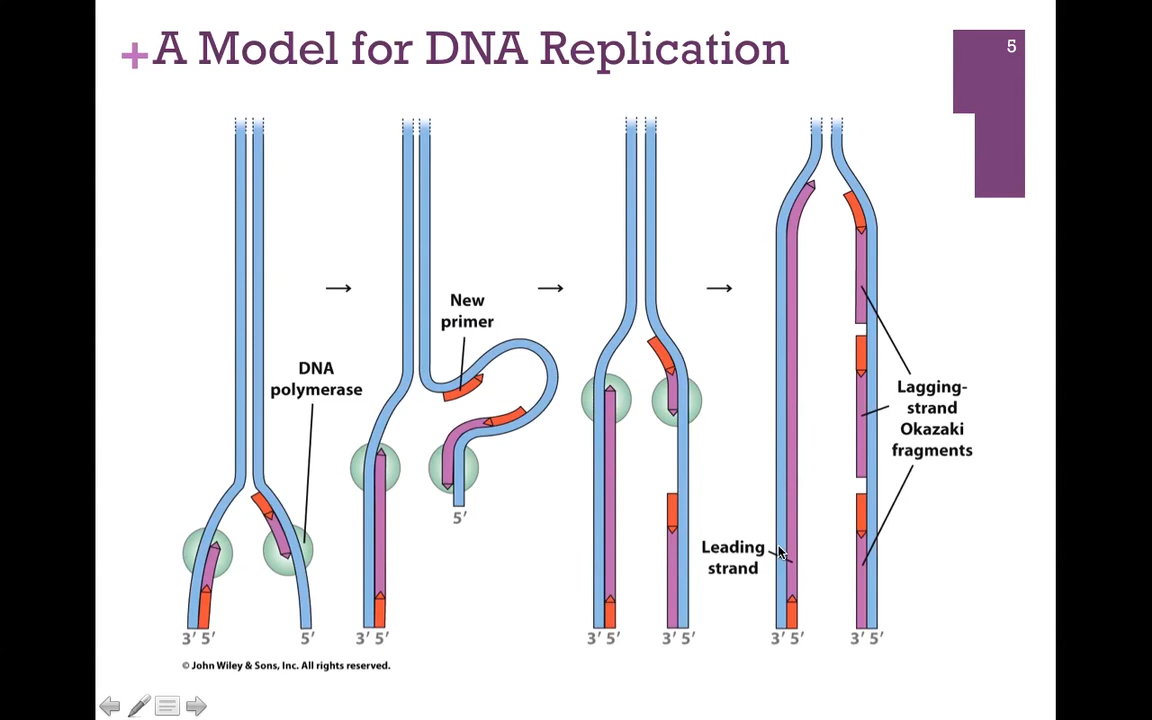 +A Model for DNA Replication
5
New
primer
DNA
polymerase
5′
Lagging-
strand
Okazaki
fragments
Leading
strand
3′ 5′
5′
3′ 5′
3′ 5′
3′ 5′
3′ 5′
3′ 5′
© John Wiley & Sons, Inc. All rights reserved.